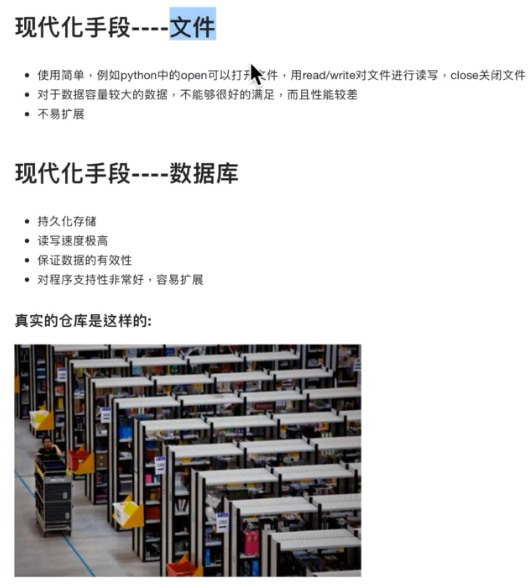 现代化手段----文件
使用简单，例如python中的open可以打开文件，用read/write对文件进行读写，close关闭文件
对于数据容量较大的数据，不能够很好的满足，而且性能较差
不易扩展
现代化手段----数据库
持久化存储
读写速度极高
保证数据的有效性
对程序支持性非常好，容易扩展
真实的仓库是这样的: